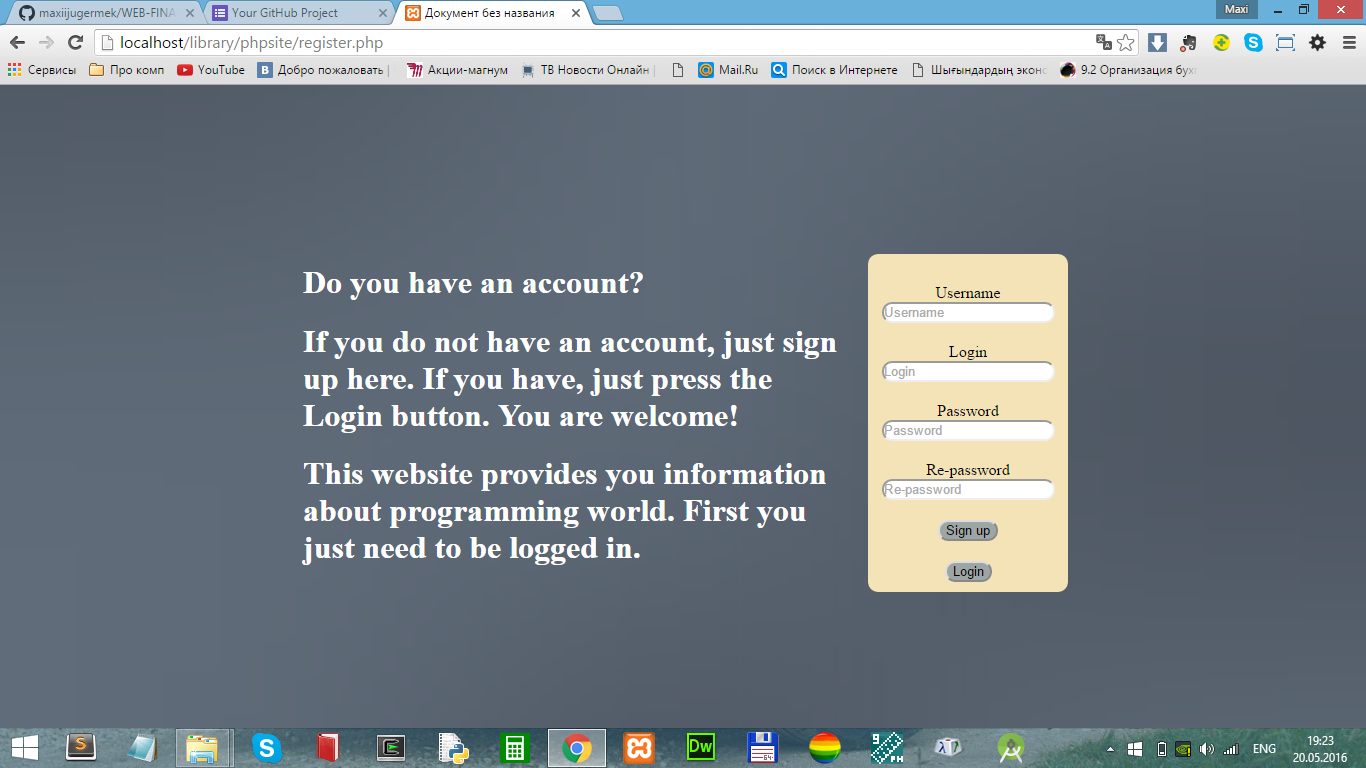 maxiijugermek/WEB-FINA
Your GitHub Project
Документ без названия
Maxi
localhost/library/phpsite/register.php
Сервисы
Про комп
YouTube
Добро пожаловать |
Акции-магнум
ТВ Новости Онлайн |
Mail.Ru
Поиск в Интернете
Шығындардың экон
9.2 Организация бухг
Do you have an account?
If you do not have an account, just sign
up here. If you have, just press the
Login button. You are welcome!
This website provides you information
about programming world. First you
just need to be logged in.
Username
Username
Login
Login
Password
Password
Re-password
Re-password
Sign up
Login
Dw
64
ENG
19:23
20.05.2016